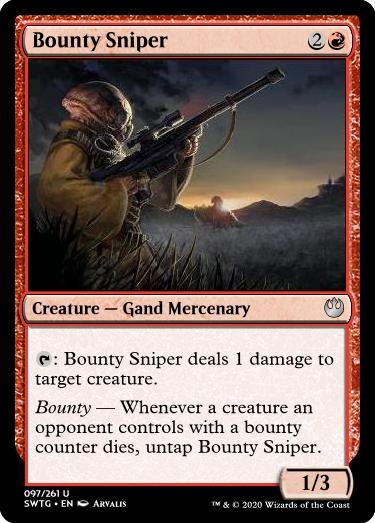 Bounty Sniper 2
Creature — Gand Mercenary
: Bounty Sniper deals 1 damage to
target creature.
Bounty — Whenever a creature an
opponent controls with a bounty
counter dies, untap Bounty Sniper.
1/3
097/261 U
SWTG • EN Arvalis
™ & © 2020 Wizards of the Coast